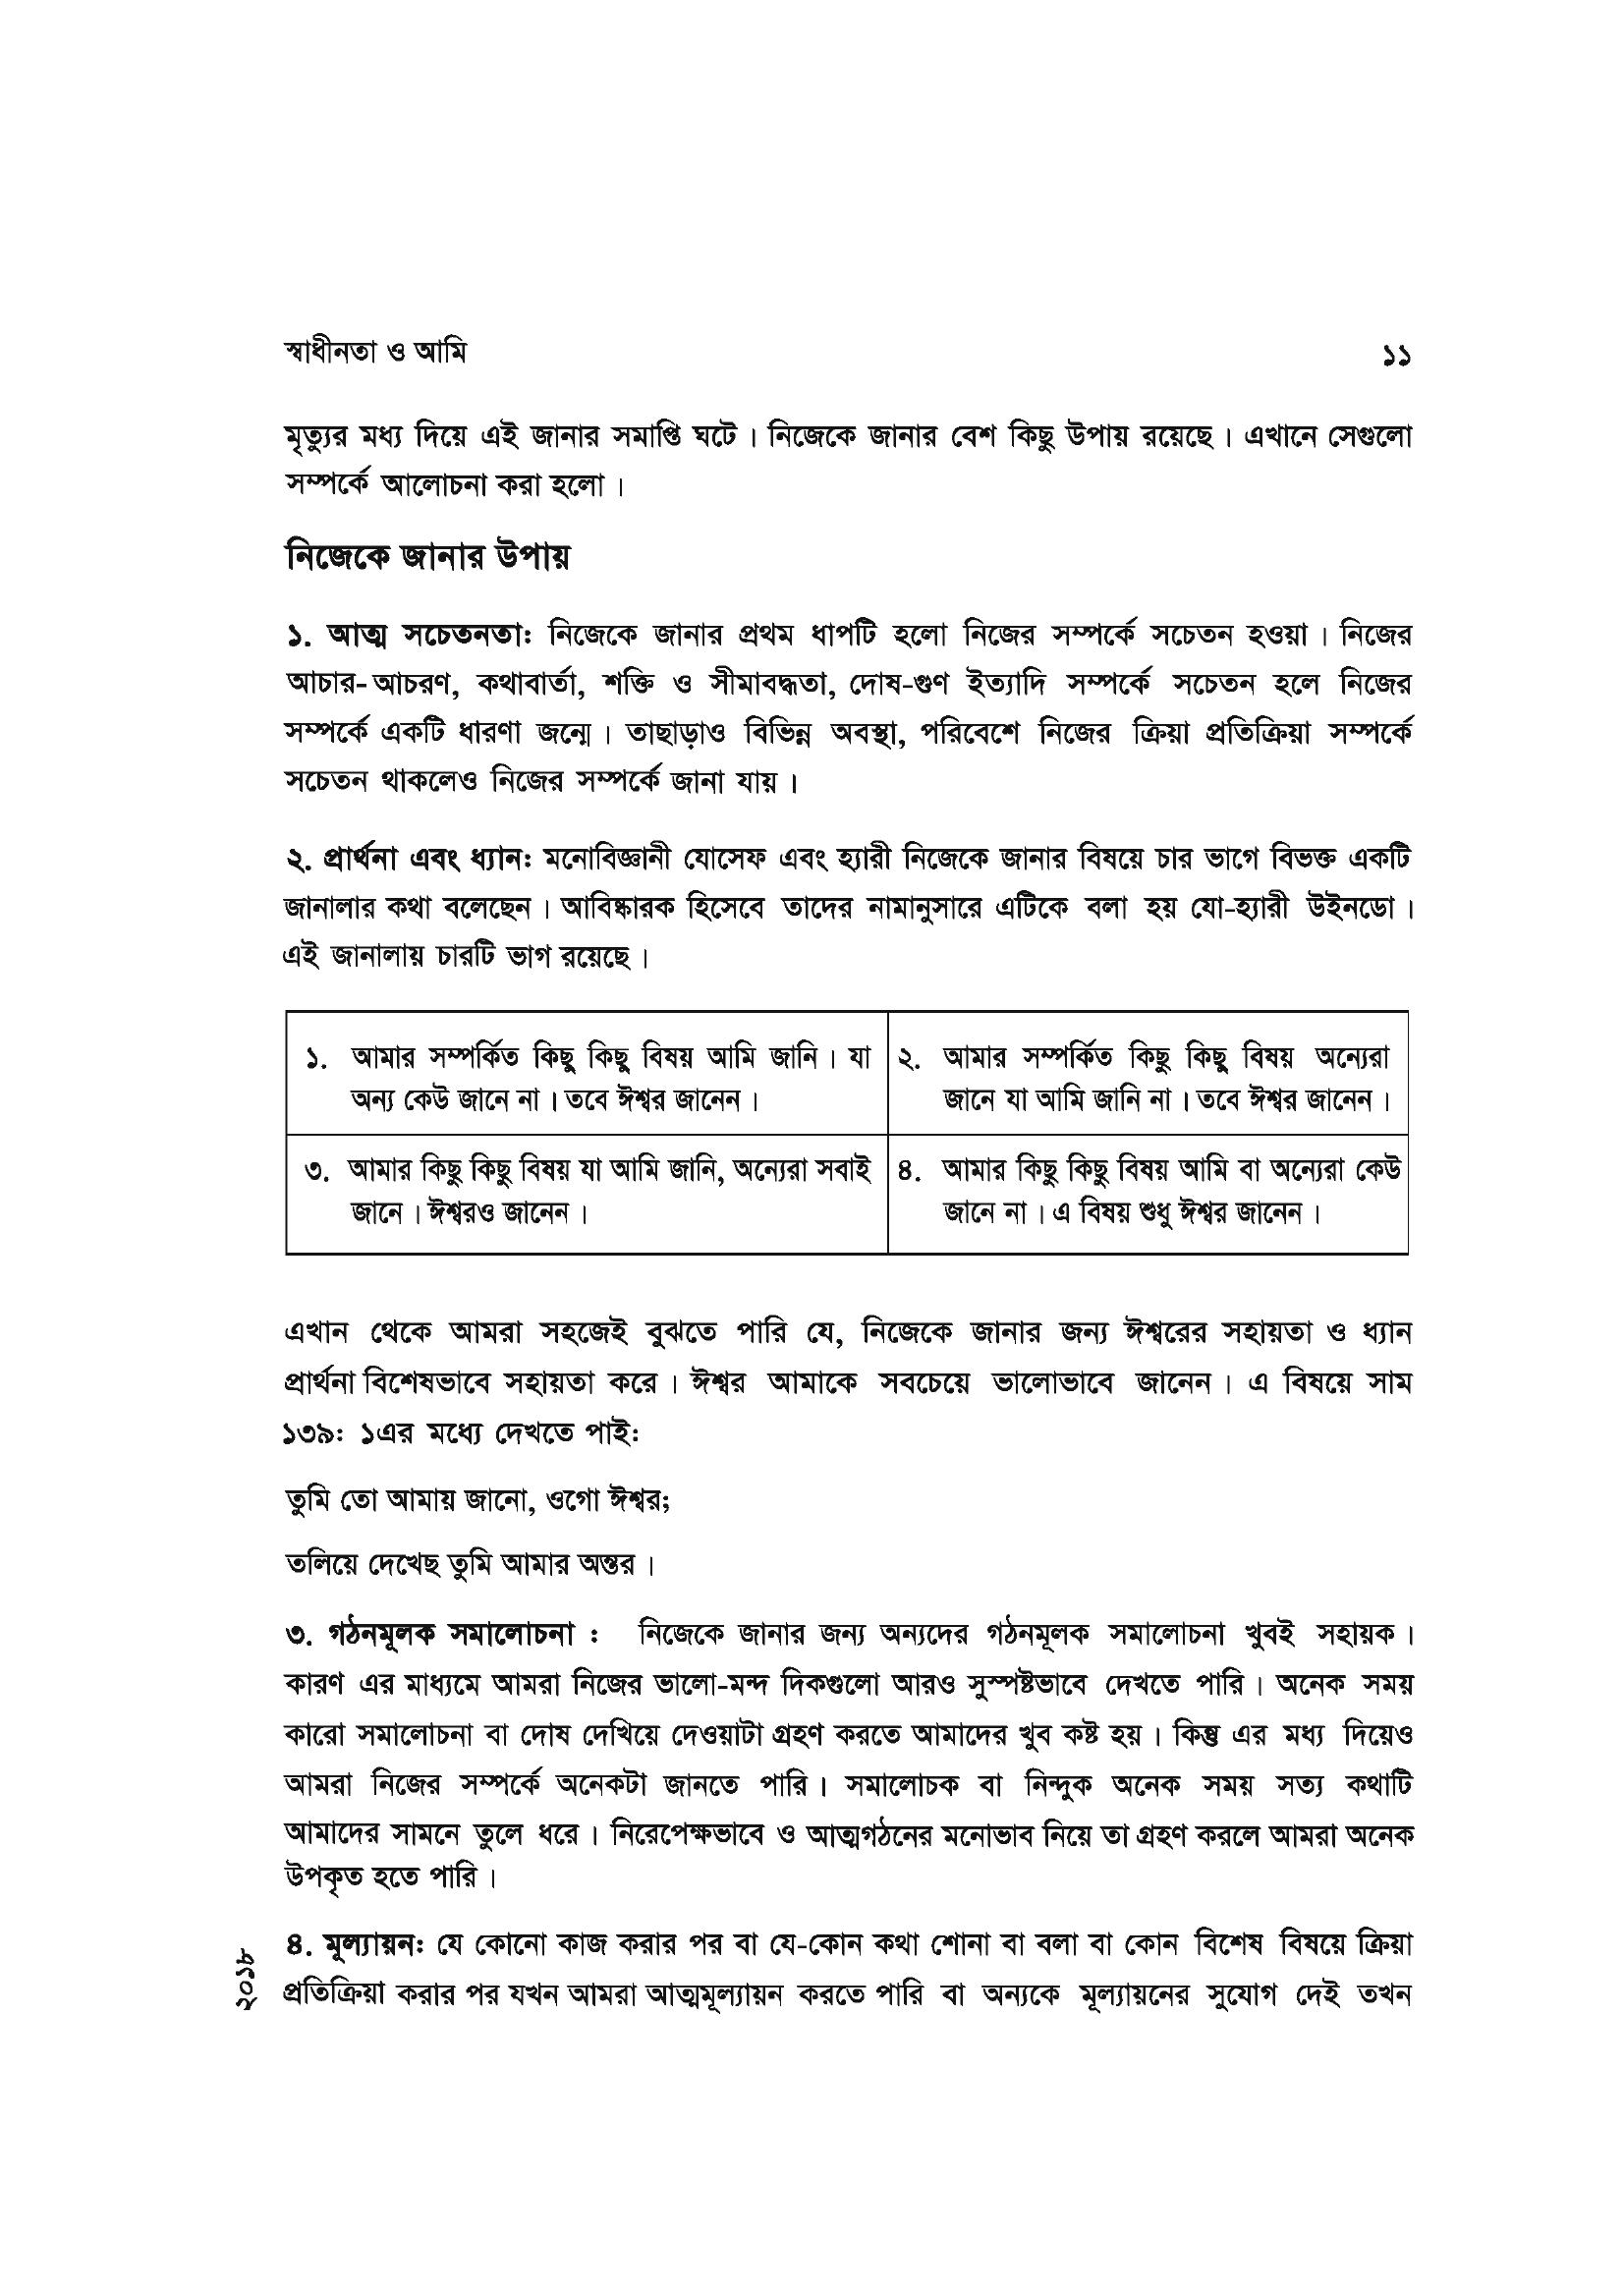 স্বাধীনতা ও আমি ১১
মৃত্যুর মধ্য দিয়ে এই জানার সমাপ্তি ঘটে। নিজেকে জানার বেশ কিছু উপায় রয়েছে। এখানে সেগুলো
সম্পর্কে আলোচনা করা হলো।
নিজেকে জানার উপায়
১. আত্ম সচেতনতা: নিজেকে জানার প্রথম ধাপটি হলো নিজের সম্পর্কে সচেতন হওয়া। নিজের
আচার- আচরণ, কথাবার্তা, শক্তি ও সীমাবদ্ধতা, দোষ-গুণ ইত্যাদি সম্পর্কে সচেতন হলে নিজের
সম্পর্কে একটি ধারণা জন্মে। তাছাড়াও বিভিন্ন অবস্থা, পরিবেশে নিজের ক্রিয়া প্রতিক্রিয়া সম্পর্কে
সচেতন থাকলেও নিজের সম্পর্কে জানা যায়।
২. প্রার্থনা এবং ধ্যান: মনোবিজ্ঞানী যোসেফ এবং হ্যারী নিজেকে জানার বিষয়ে চার ভাগে বিভক্ত একটি
জানালার কথা বলেছেন। আবিষ্কারক হিসেবে তাদের নামানুসারে এটিকে বলা হয় যো-হ্যারী উইনডো।
এই জানালায় চারটি ভাগ রয়েছে।
১. আমার সম্পর্কিত কিছু কিছু বিষয় আমি জানি। যা
অন্য কেউ জানে না। তবে ঈশ্বর জানেন।
২. আমার সম্পর্কিত কিছু কিছু বিষয় অন্যেরা
জানে যা আমি জানি না। তবে ঈশ্বর জানেন।
৩. আমার কিছু কিছু বিষয় যা আমি জানি, অন্যেরা সবাই
জানে। ঈশ্বরও জানেন।
৪. আমার কিছু কিছু বিষয় আমি বা অন্যেরা কেউ
জানে না। এ বিষয় শুধু ঈশ্বর জানেন।
এখান থেকে আমরা সহজেই বুঝতে পারি যে, নিজেকে জানার জন্য ঈশ্বরের সহায়তা ও ধ্যান
প্রার্থনা বিশেষভাবে সহায়তা করে। ঈশ্বর আমাকে সবচেয়ে ভালোভাবে জানেন। এ বিষয়ে সাম
১৩৯: ১এর মধ্যে দেখতে পাই:
তুমি তো আমায় জানো, ওগো ঈশ্বর;
তলিয়ে দেখেছ তুমি আমার অন্তর।
৩. গঠনমূলক সমালোচনা : নিজেকে জানার জন্য অন্যদের গঠনমূলক সমালোচনা খুবই সহায়ক।
কারণ এর মাধ্যমে আমরা নিজের ভালো-মন্দ দিকগুলো আরও সুস্পষ্টভাবে দেখতে পারি। অনেক সময়
কারো সমালোচনা বা দোষ দেখিয়ে দেওয়াটা গ্রহণ করতে আমাদের খুব কষ্ট হয়। কিন্তু এর মধ্য দিয়েও
আমরা নিজের সম্পর্কে অনেকটা জানতে পারি। সমালোচক বা নিন্দুক অনেক সময় সত্য কথাটি
আমাদের সামনে তুলে ধরে। নিরেপেক্ষভাবে ও আত্মগঠনের মনোভাব নিয়ে তা গ্রহণ করলে আমরা অনেক
উপকৃত হতে পারি।
৪. মূল্যায়ন: যে কোনো কাজ করার পর বা যে-কোন কথা শোনা বা বলা বা কোন বিশেষ বিষয়ে ক্রিয়া
প্রতিক্রিয়া করার পর যখন আমরা আত্মমূল্যায়ন করতে পারি বা অন্যকে মূল্যায়নের সুযোগ দেই তখন
২০১৮